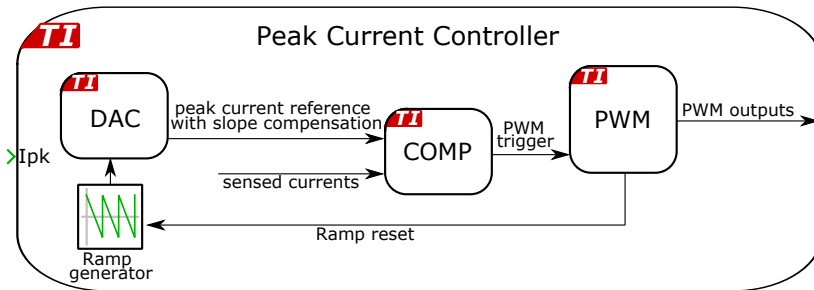 TI
Peak Current Controller
TI
DAC
peak current reference
with slope compensation
TI
COMP
PWM
trigger
TI
PWM
PWM outputs
Ipk
sensed currents
Ramp reset
Ramp
generator